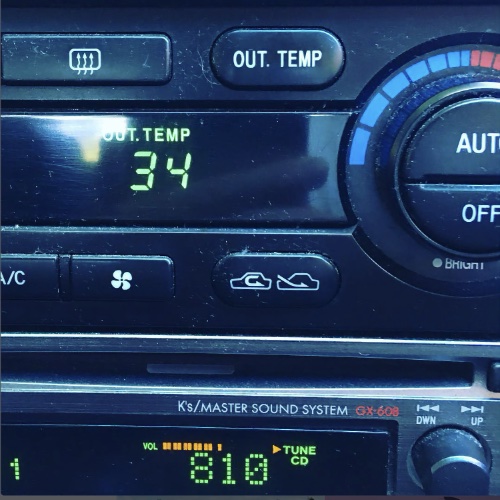 OUT. TEMP
OUT.TEMP
34
AUTO
OFF
A/C
BRIGHT
K's/MASTER SOUND SYSTEM GX-608
DWN UP
VOL
TUNE
CD
1 810